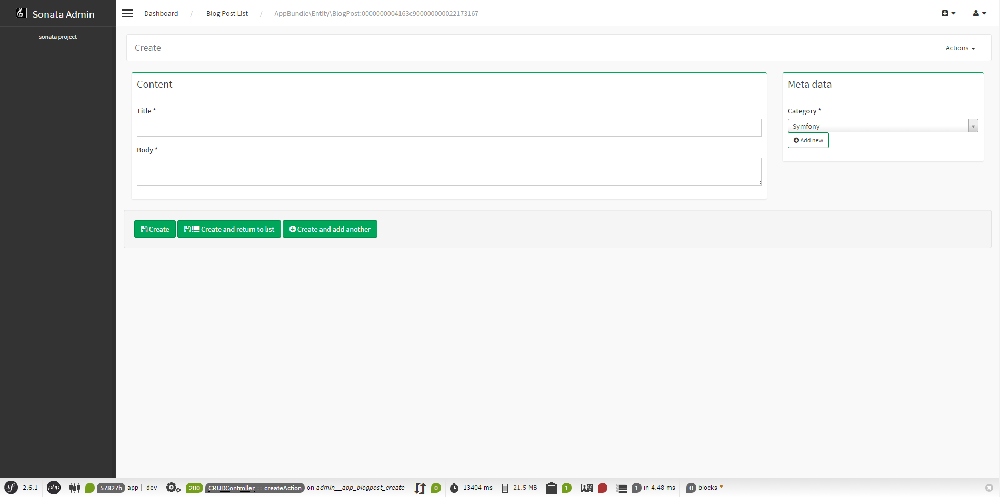 Sonata Admin
Dashboard / Blog Post List / AppBundle\Entity\BlogPost:0000000004163c900000000022173167
sonata project
Create
Actions
Content
Title *
Body *
Meta data
Category *
Symfony
Add new
Create
Create and return to list
Create and add another
sf 2.6.1 php 57827b app dev 200 CRUDController :: createAction on admin__app_blogpost_create 0 13404 ms 21.5 MB 1 1 in 4.48 ms 0 blocks *